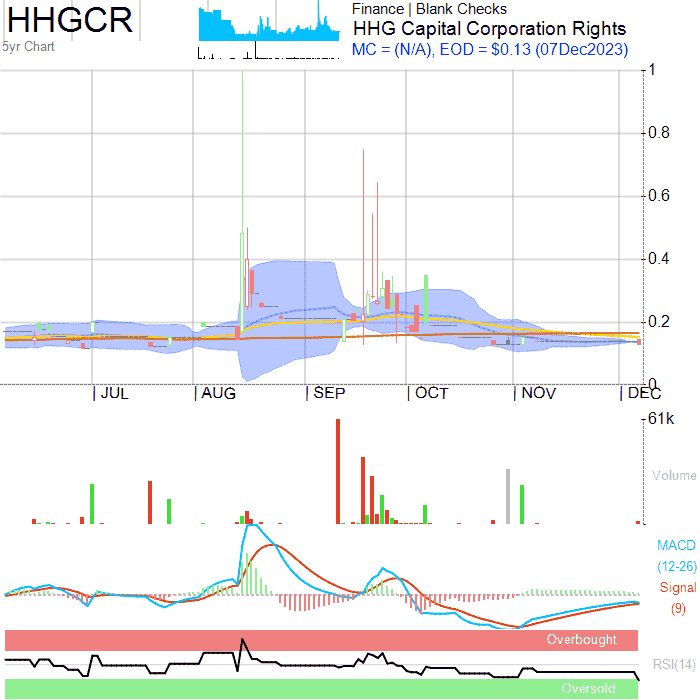 HHGCR
5yr Chart
Finance | Blank Checks
HHG Capital Corporation Rights
MC = (N/A), EOD = $0.13 (07Dec2023)
1
0.8
0.6
0.4
0.2
0
JUL
AUG
SEP
OCT
NOV
DEC
61k
Volume
MACD
(12-26)
Signal
(9)
Overbought
RSI(14)
Oversold